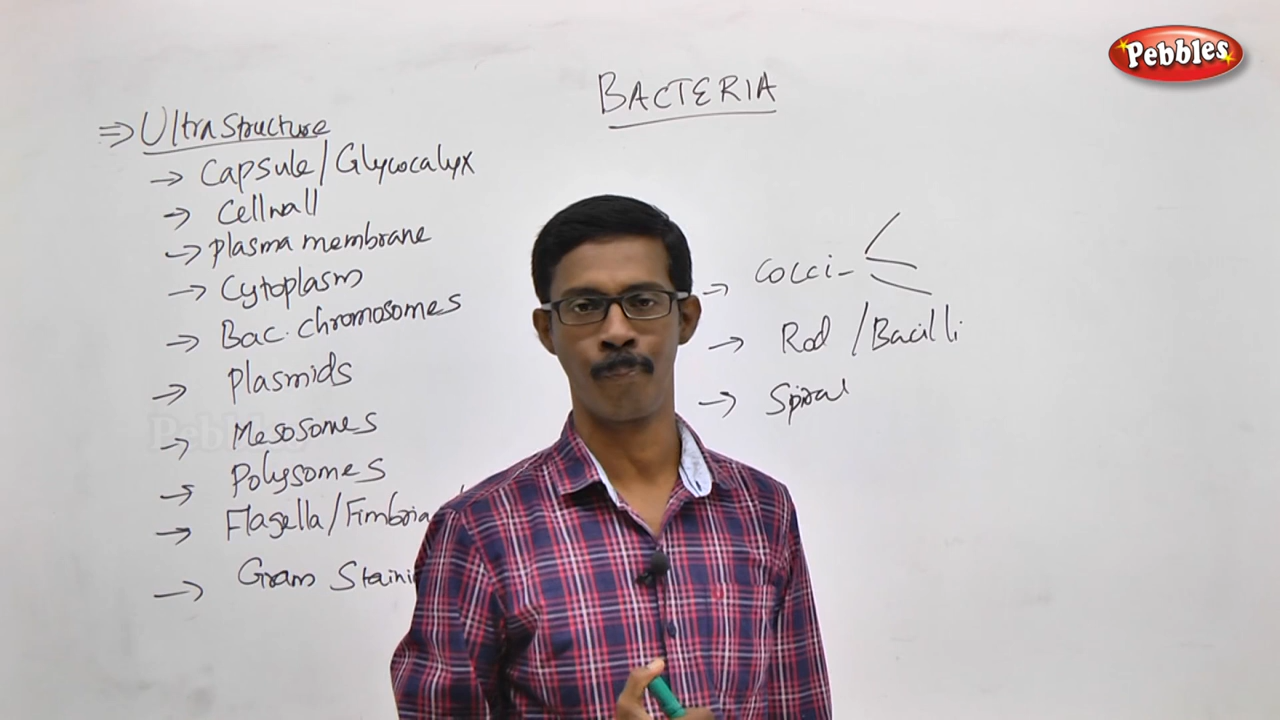 Pebbles
BACTERIA
⇒ Ultrastructure
→ Capsule/Glycocalyx
→ Cellwall
→ Plasma membrane
→ Cytoplasm
→ Bac. chromosomes
→ Plasmids
→ Mesosomes
→ Polysomes
→ Flagella/Fimbria
→ Gram Staini
→ Cocci -
→ Rod /Bacilli
→ Spiral
Pebbles